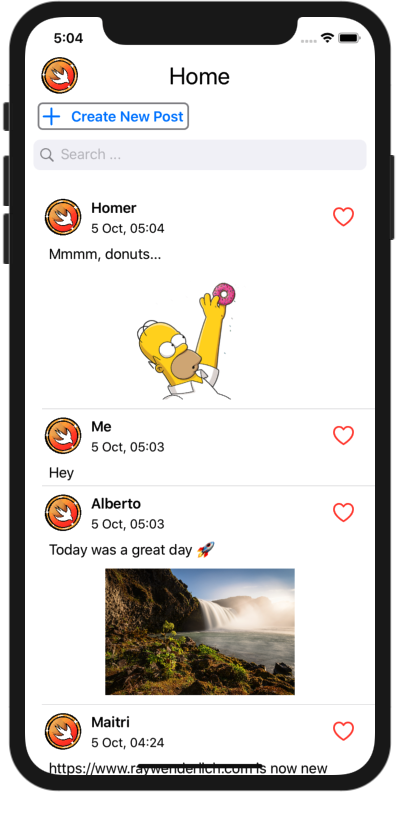 5:04
Home
Create New Post
Search ...
Homer
5 Oct, 05:04
Mmmm, donuts...
Me
5 Oct, 05:03
Hey
Alberto
5 Oct, 05:03
Today was a great day 🚀
Maitri
5 Oct, 04:24
https://www.raywenderlich.com is now new